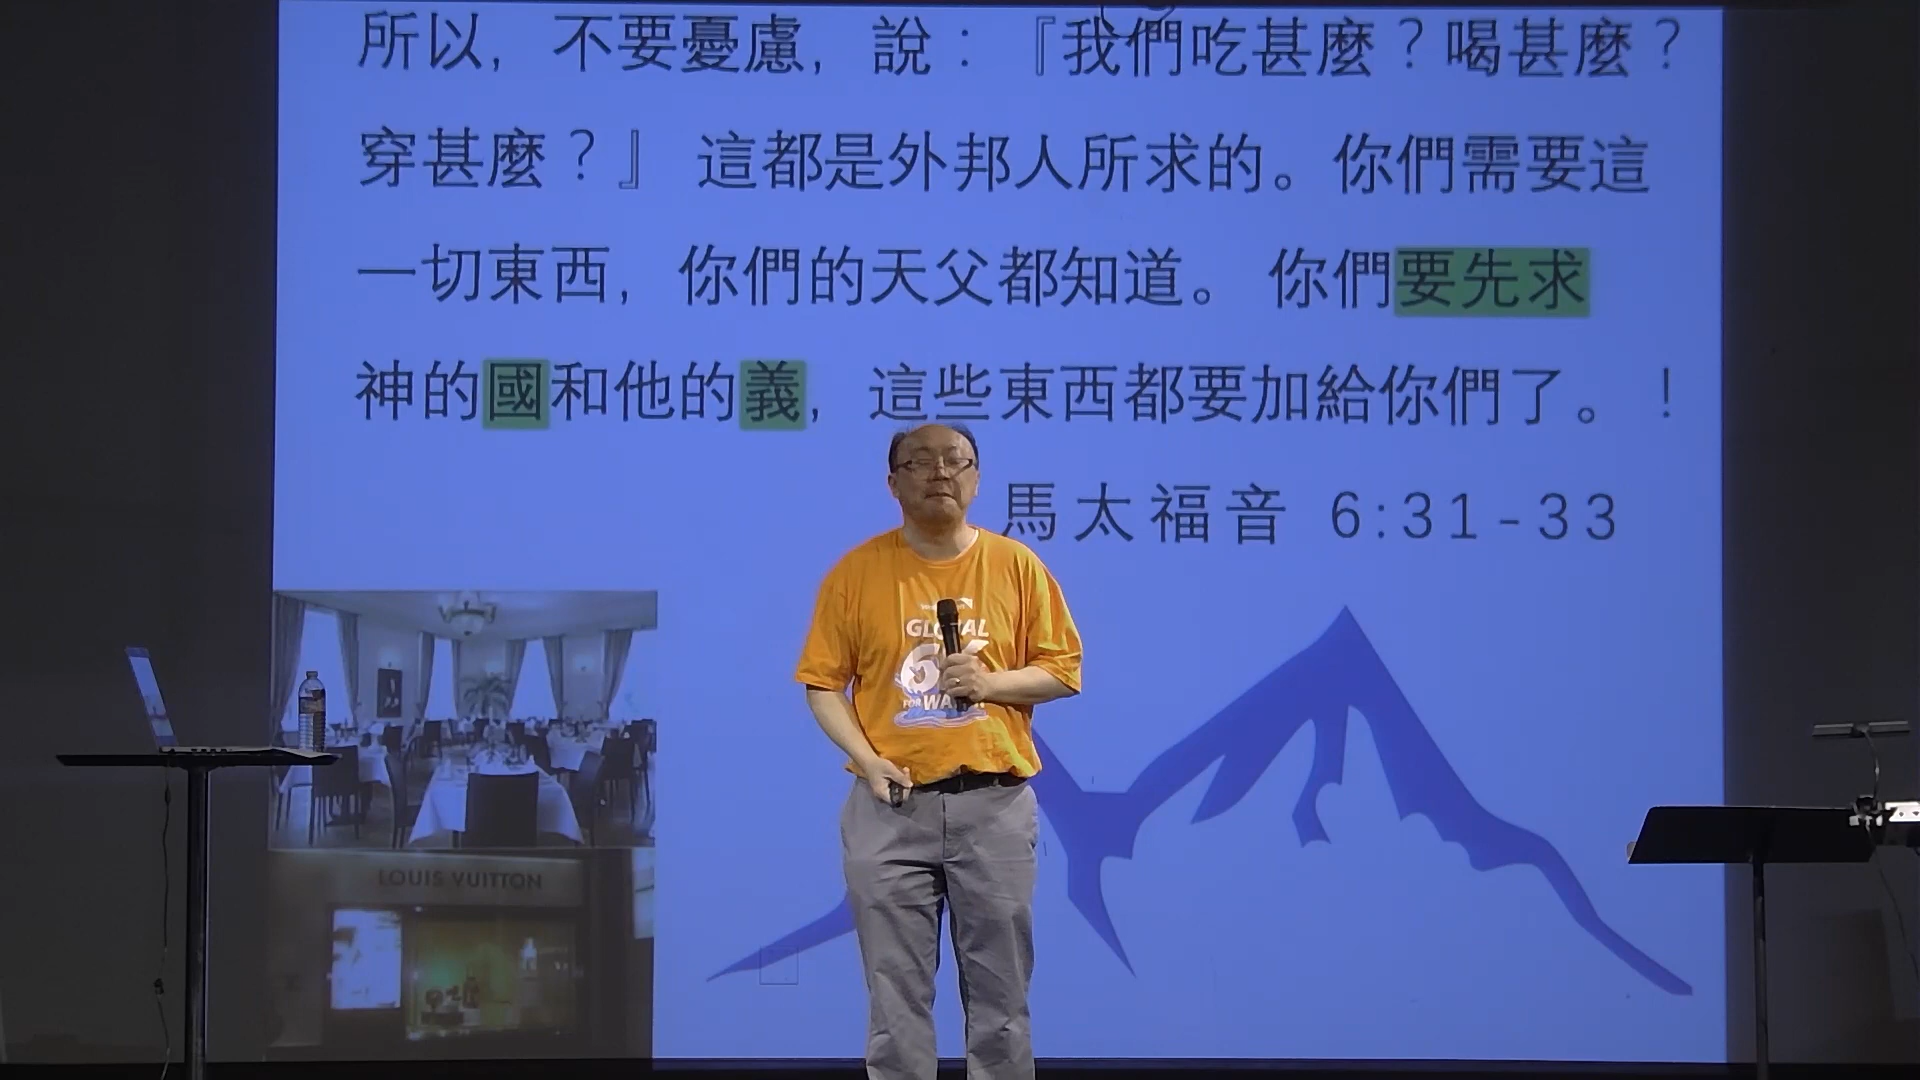 所以，不要憂慮，說：『我們吃甚麼？喝甚麼？
穿甚麼？』 這都是外邦人所求的。你們需要這
一切東西，你們的天父都知道。 你們要先求
神的國和他的義，這些東西都要加給你們了。！
馬太福音 6:31-33
GLOBAL
6K
FOR WATER
LOUIS VUITTON